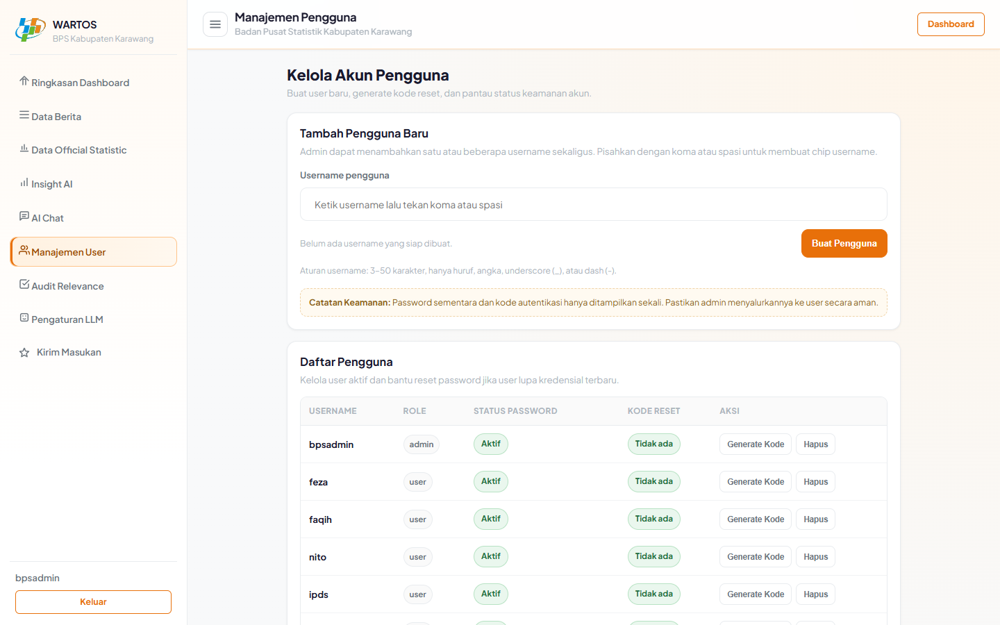 WARTOS
BPS Kabupaten Karawang
Ringkasan Dashboard
Data Berita
Data Official Statistic
Insight AI
AI Chat
Manajemen User
Audit Relevance
Pengaturan LLM
Kirim Masukan
bpsadmin
Keluar
Manajemen Pengguna
Badan Pusat Statistik Kabupaten Karawang
Dashboard
Kelola Akun Pengguna
Buat user baru, generate kode reset, dan pantau status keamanan akun.
Tambah Pengguna Baru
Admin dapat menambahkan satu atau beberapa username sekaligus. Pisahkan dengan koma atau spasi untuk membuat chip username.
Username pengguna
Ketik username lalu tekan koma atau spasi
Belum ada username yang siap dibuat.
Buat Pengguna
Aturan username: 3–50 karakter, hanya huruf, angka, underscore (_), atau dash (-).
Catatan Keamanan: Password sementara dan kode autentikasi hanya ditampilkan sekali. Pastikan admin menyalurkannya ke user secara aman.
Daftar Pengguna
Kelola user aktif dan bantu reset password jika user lupa kredensial terbaru.
USERNAME ROLE STATUS PASSWORD KODE RESET AKSI
bpsadmin admin Aktif Tidak ada Generate Kode Hapus
feza user Aktif Tidak ada Generate Kode Hapus
faqih user Aktif Tidak ada Generate Kode Hapus
nito user Aktif Tidak ada Generate Kode Hapus
ipds user Aktif Tidak ada Generate Kode Hapus